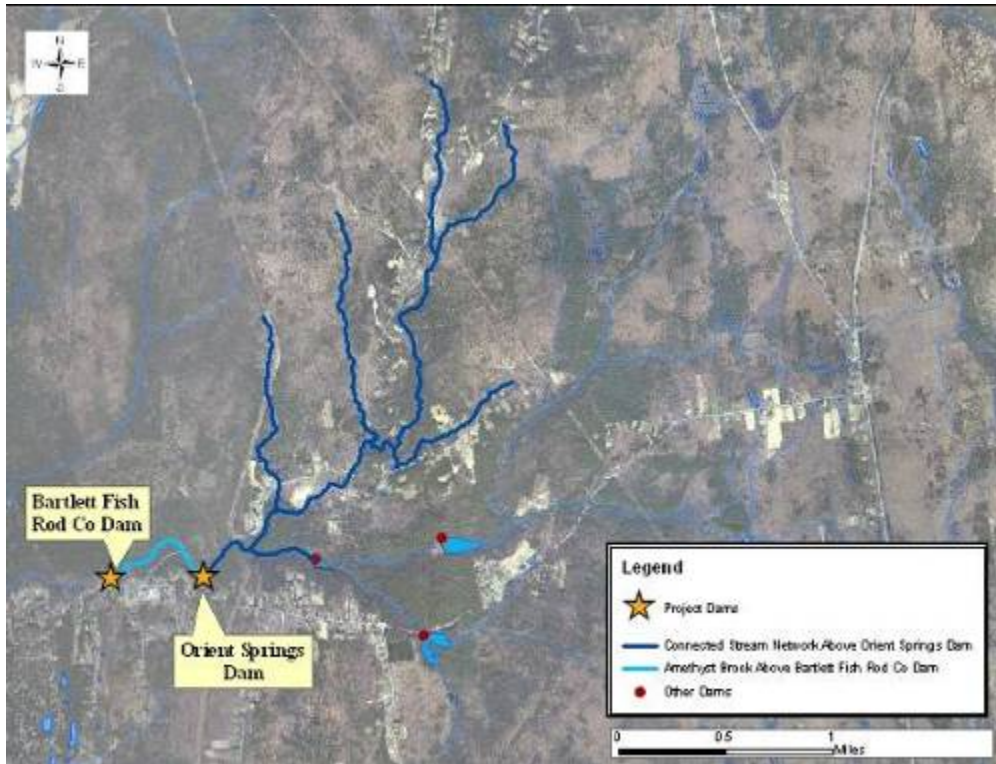 N
W E
S
Bartlett Fish
Rod Co Dam
Orient Springs
Dam
Legend
Project Dams
Connected Stream Network Above Orient Springs Dam
Amethyst Brook Above Bartlett Fish Rod Co Dam
Other Dams
0 0.5 1
Miles